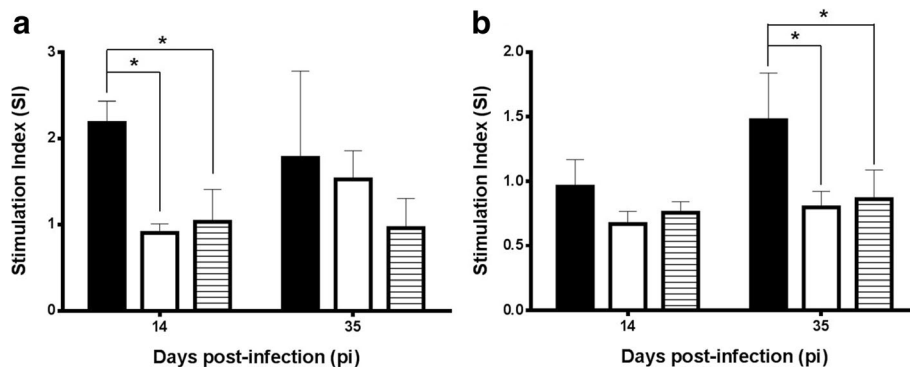 a
*
*
Stimulation Index (SI)
3
2
1
0
14
35
Days post-infection (pi)
b
*
*
Stimulation Index (SI)
2.0
1.5
1.0
0.5
0.0
14
35
Days post-infection (pi)